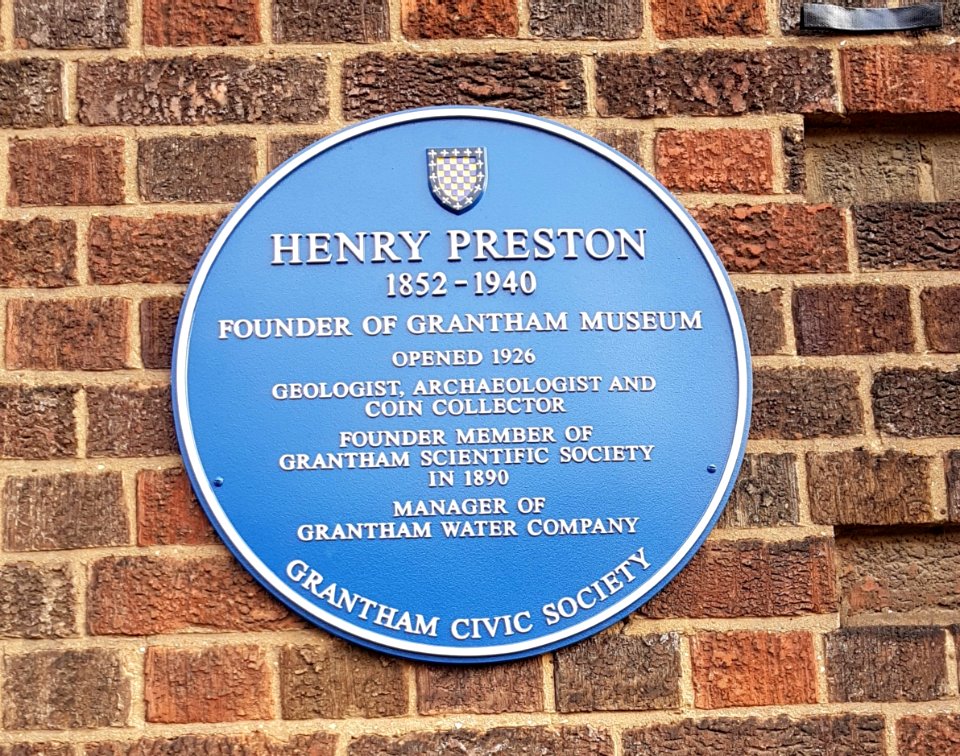 HENRY PRESTON
1852-1940
FOUNDER OF GRANTHAM MUSEUM
OPENED 1926
GEOLOGIST, ARCHAEOLOGIST AND
COIN COLLECTOR
FOUNDER MEMBER OF
GRANTHAM SCIENTIFIC SOCIETY
IN 1890
MANAGER OF
GRANTHAM WATER COMPANY
GRANTHAM CIVIC SOCIETY